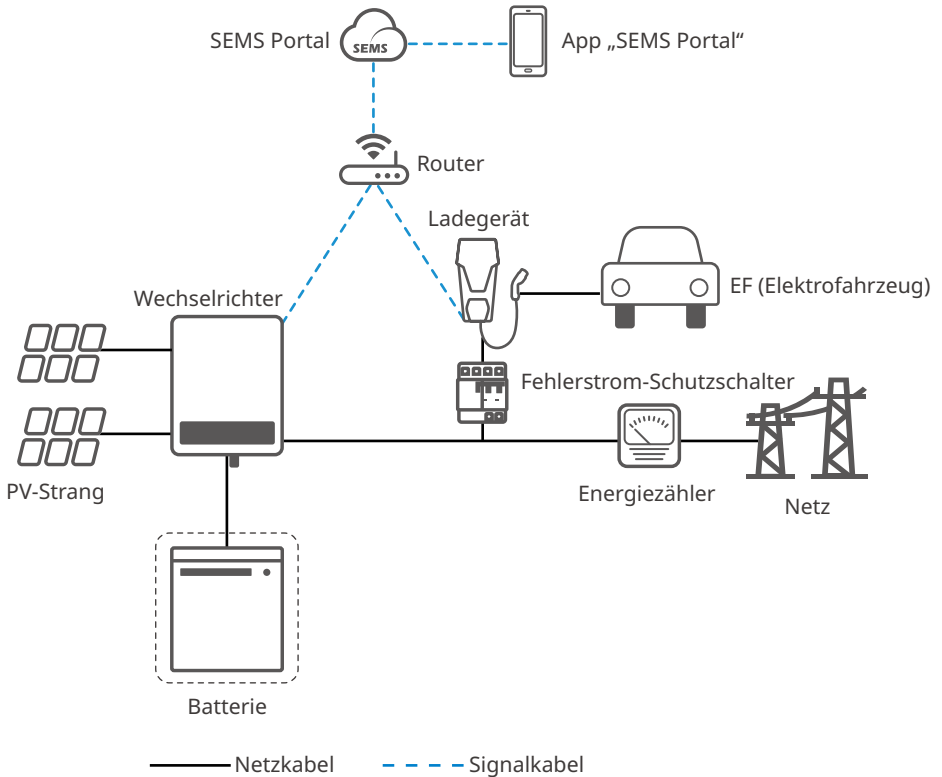 SEMS Portal
SEMS
App „SEMS Portal“
Router
Ladegerät
EF (Elektrofahrzeug)
Wechselrichter
Fehlerstrom-Schutzschalter
PV-Strang
Energiezähler
Netz
Batterie
Netzkabel
Signalkabel